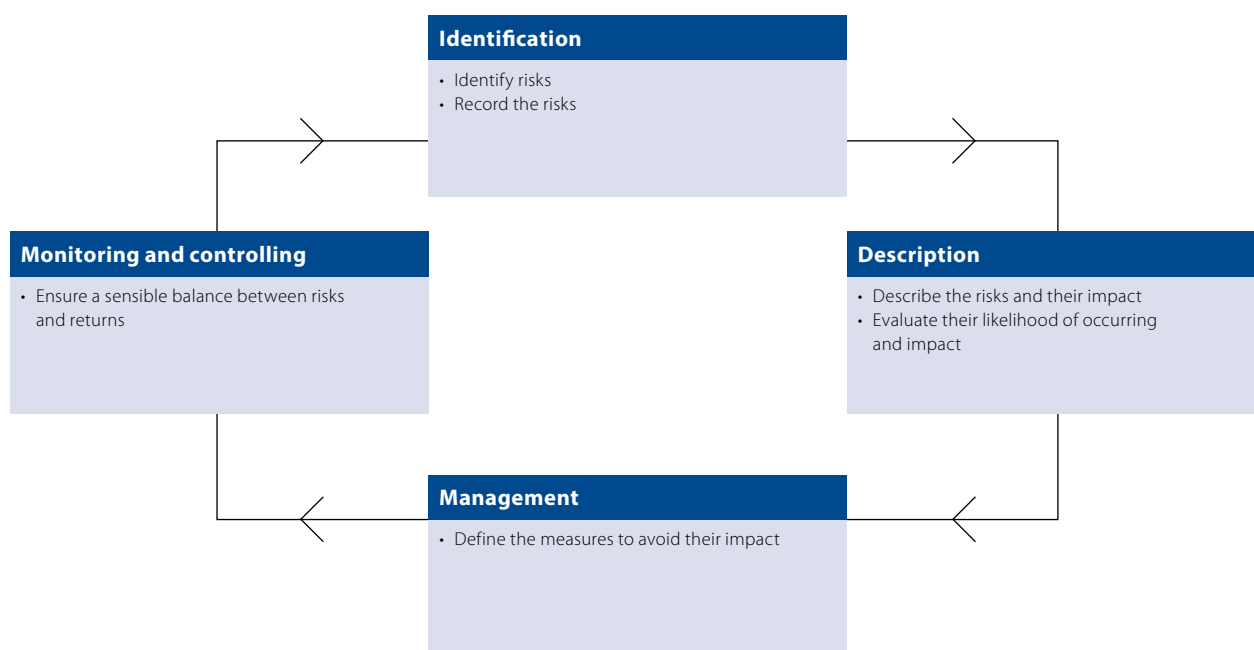 Identification
• Identify risks
• Record the risks
Monitoring and controlling
• Ensure a sensible balance between risks
and returns
Description
• Describe the risks and their impact
• Evaluate their likelihood of occurring
and impact
Management
• Define the measures to avoid their impact